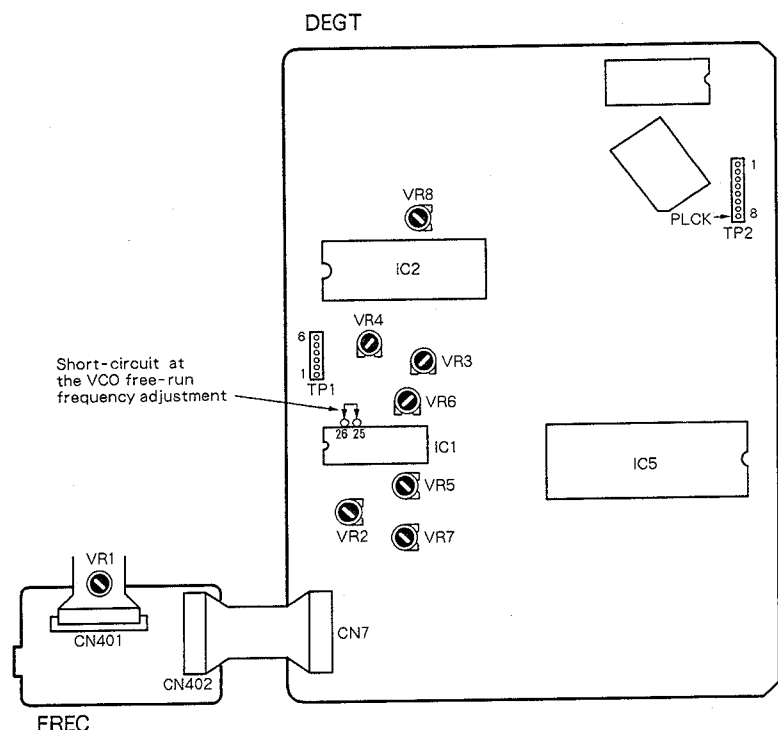 DEGT
1
VR8
PLCK
8
TP2
IC2
VR4
6
Short-circuit at
the VCO free-run
frequency adjustment
VR3
1
TP1
VR6
26 25
IC1
IC5
VR5
VR2
VR7
VR1
CN401
CN7
CN402
FREC